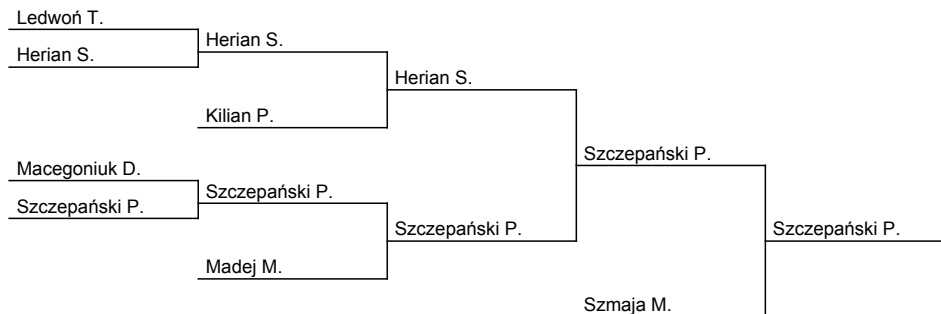 Ledwoń T.
Herian S.
Herian S.
Herian S.
Kilian P.
Szczepański P.
Macegoniuk D.
Szczepański P.
Szczepański P.
Szczepański P.
Szczepański P.
Madej M.
Szmaja M.